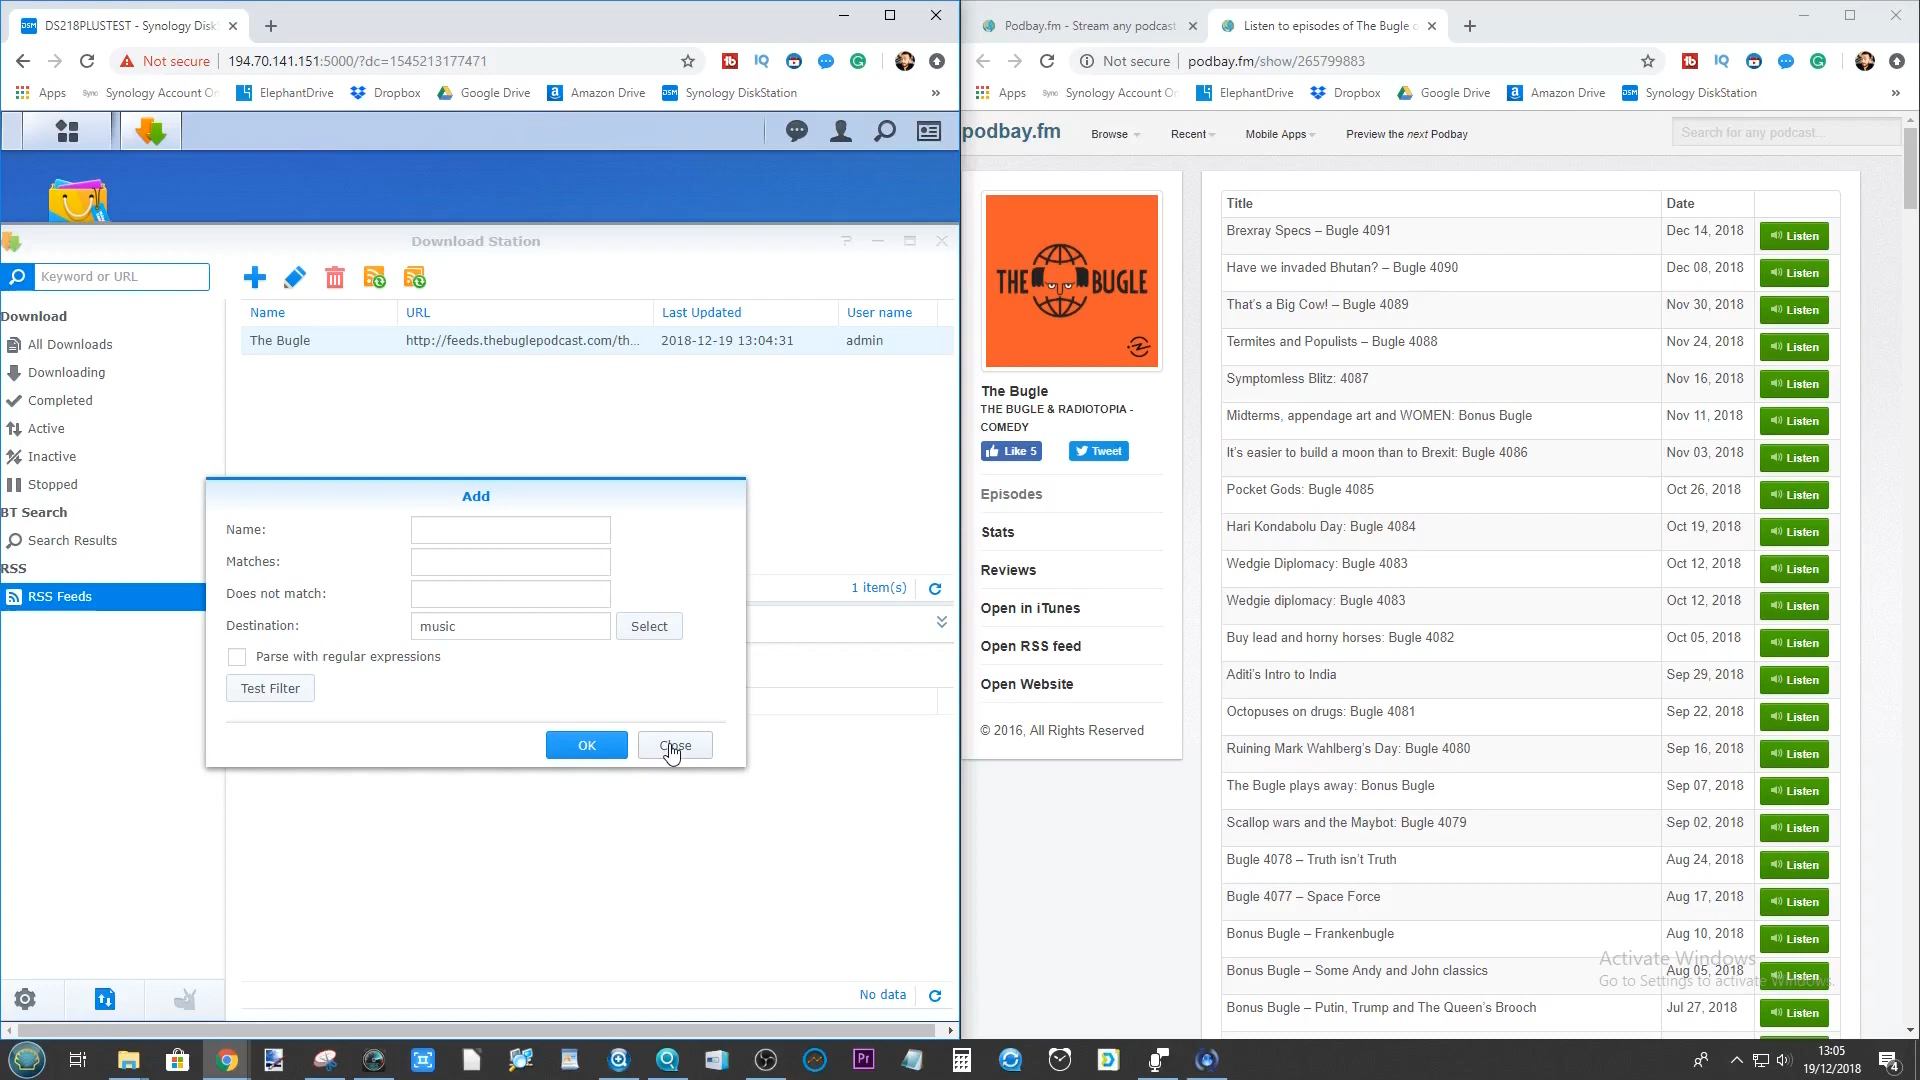 DS218PLUSTEST - Synology Disk
Not secure
194.70.141.151:5000/?dc=1545213177471
Apps
Synology Account On
ElephantDrive
Dropbox
Google Drive
Amazon Drive
Synology DiskStation
»
Download Station
Keyword or URL
Download
All Downloads
Downloading
Completed
Active
Inactive
Stopped
BT Search
Search Results
RSS
RSS Feeds
Name URL Last Updated User name
The Bugle http://feeds.thebuglepodcast.com/th... 2018-12-19 13:04:31 admin
Add
Name:
Matches:
Does not match:
Destination: music Select
Parse with regular expressions
Test Filter
OK Close
1 item(s)
No data
Podbay.fm - Stream any podcast
Listen to episodes of The Bugle o
Not secure
podbay.fm/show/265799883
Apps
Synology Account On
ElephantDrive
Dropbox
Google Drive
Amazon Drive
Synology DiskStation
»
podbay.fm
Browse
Recent
Mobile Apps
Preview the next Podbay
Search for any podcast...
THE BUGLE
The Bugle
THE BUGLE & RADIOTOPIA -
COMEDY
Like 5
Tweet
Episodes
Stats
Reviews
Open in iTunes
Open RSS feed
Open Website
© 2016, All Rights Reserved
Title Date
Brexray Specs – Bugle 4091 Dec 14, 2018 Listen
Have we invaded Bhutan? – Bugle 4090 Dec 08, 2018 Listen
That's a Big Cow! – Bugle 4089 Nov 30, 2018 Listen
Termites and Populists – Bugle 4088 Nov 24, 2018 Listen
Symptomless Blitz: 4087 Nov 16, 2018 Listen
Midterms, appendage art and WOMEN: Bonus Bugle Nov 11, 2018 Listen
It's easier to build a moon than to Brexit: Bugle 4086 Nov 03, 2018 Listen
Pocket Gods: Bugle 4085 Oct 26, 2018 Listen
Hari Kondabolu Day: Bugle 4084 Oct 19, 2018 Listen
Wedgie Diplomacy: Bugle 4083 Oct 12, 2018 Listen
Wedgie diplomacy: Bugle 4083 Oct 12, 2018 Listen
Buy lead and horny horses: Bugle 4082 Oct 05, 2018 Listen
Aditi's Intro to India Sep 29, 2018 Listen
Octopuses on drugs: Bugle 4081 Sep 22, 2018 Listen
Ruining Mark Wahlberg's Day: Bugle 4080 Sep 16, 2018 Listen
The Bugle plays away: Bonus Bugle Sep 07, 2018 Listen
Scallop wars and the Maybot: Bugle 4079 Sep 02, 2018 Listen
Bugle 4078 – Truth isn't Truth Aug 24, 2018 Listen
Bugle 4077 – Space Force Aug 17, 2018 Listen
Bonus Bugle – Frankenbugle Aug 10, 2018 Listen
Bonus Bugle – Some Andy and John classics Aug 05, 2018 Listen
Bonus Bugle – Putin, Trump and The Queen's Brooch Jul 27, 2018 Listen
Activate Windows
Go to Settings to activate Windows.
Pr
13:05
19/12/2018
4